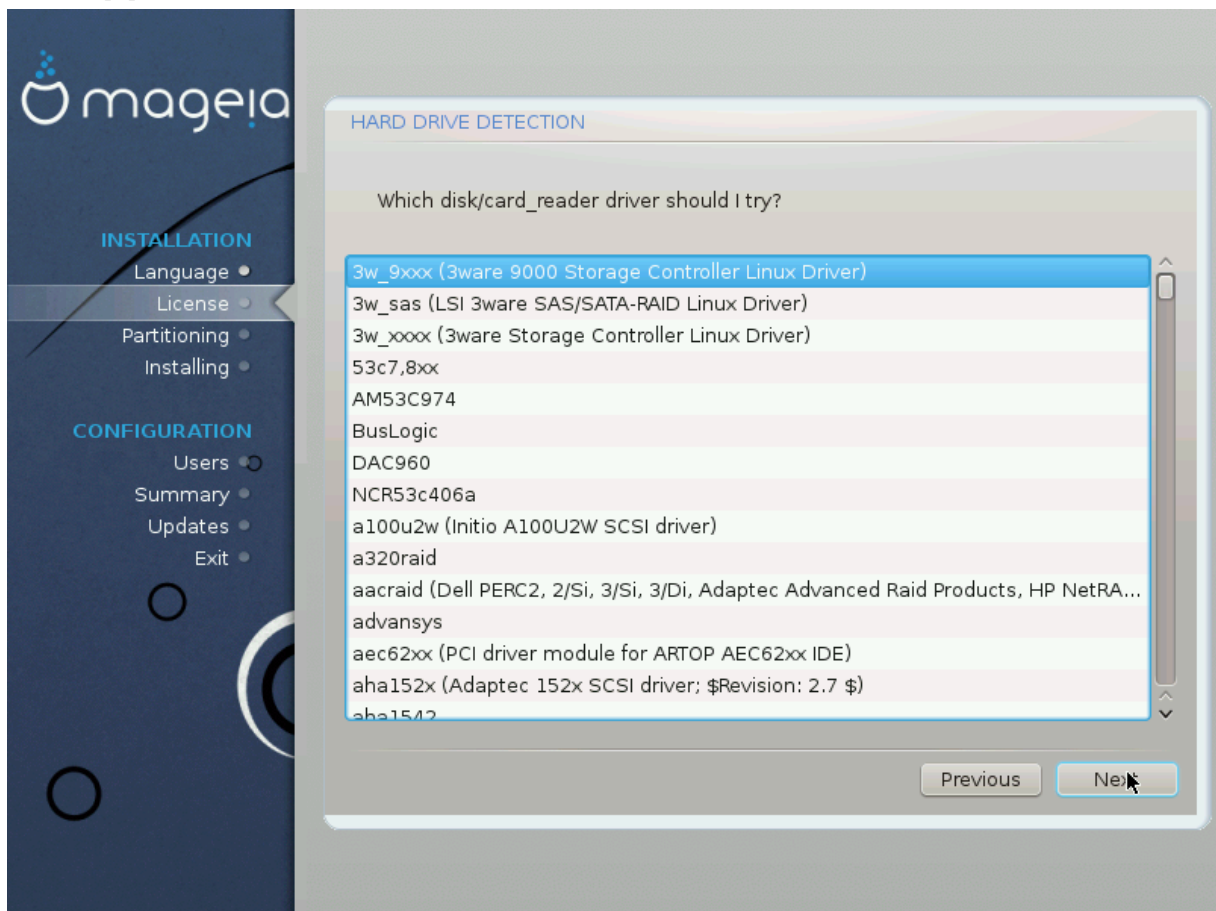 mageia
INSTALLATION
Language
License
Partitioning
Installing
CONFIGURATION
Users
Summary
Updates
Exit
HARD DRIVE DETECTION
Which disk/card_reader driver should I try?
3w_9xxx (3ware 9000 Storage Controller Linux Driver)
3w_sas (LSI 3ware SAS/SATA-RAID Linux Driver)
3w_xxxx (3ware Storage Controller Linux Driver)
53c7,8xx
AM53C974
BusLogic
DAC960
NCR53c406a
a100u2w (Initio A100U2W SCSI driver)
a320raid
aacraid (Dell PERC2, 2/Si, 3/Si, 3/Di, Adaptec Advanced Raid Products, HP NetRA...
advansys
aec62xx (PCI driver module for ARTOP AEC62xx IDE)
aha152x (Adaptec 152x SCSI driver; $Revision: 2.7 $)
aha1542
Previous
Next